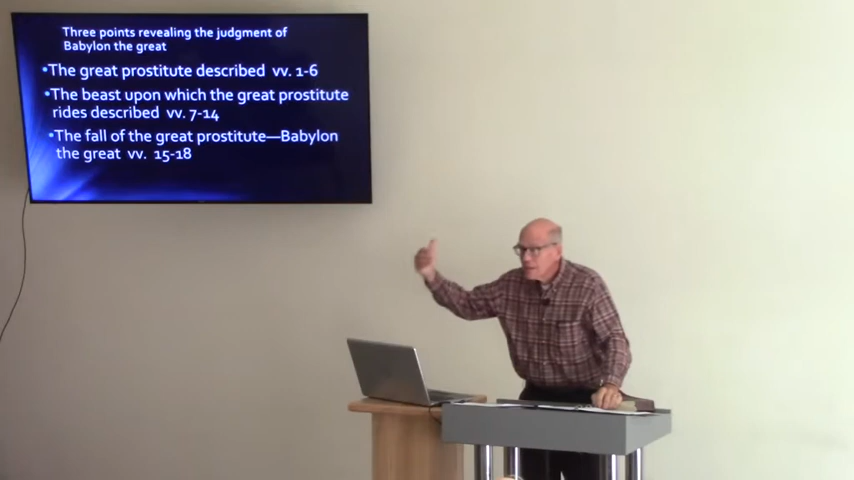 Three points revealing the judgment of
Babylon the great
•The great prostitute described vv. 1-6
•The beast upon which the great prostitute
rides described vv. 7-14
•The fall of the great prostitute—Babylon
the great vv. 15-18